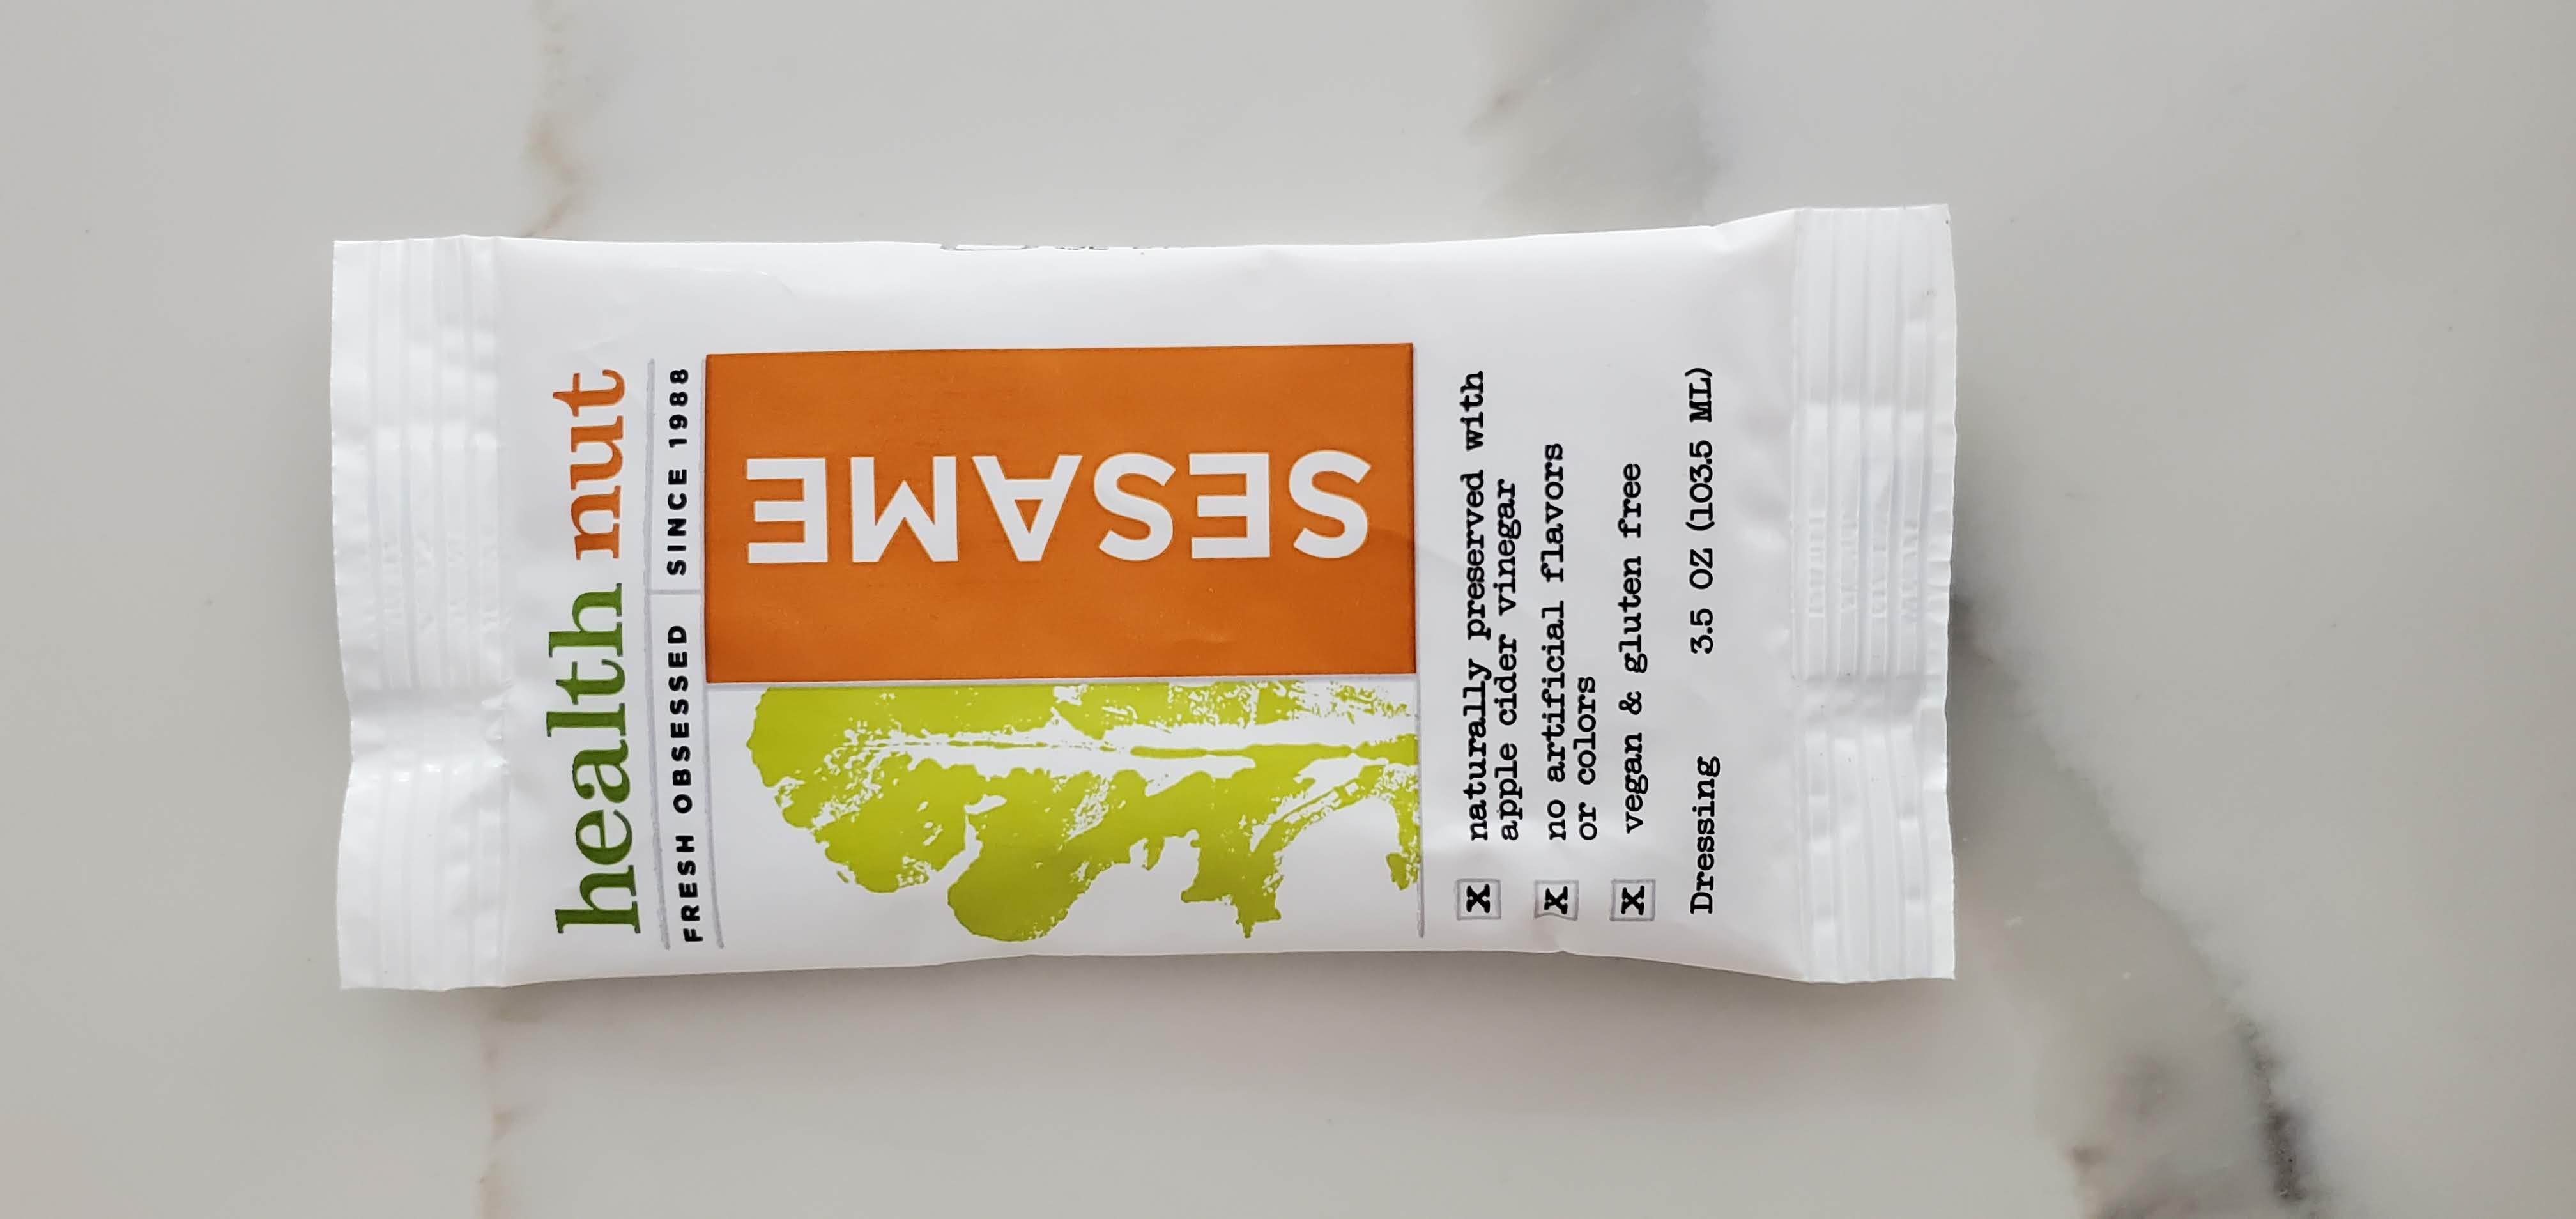 health nut
FRESH OBSESSED SINCE 1988
SESAME
X naturally preserved with
apple cider vinegar
X no artificial flavors
or colors
X vegan & gluten free
Dressing 3.5 OZ (103.5 ML)